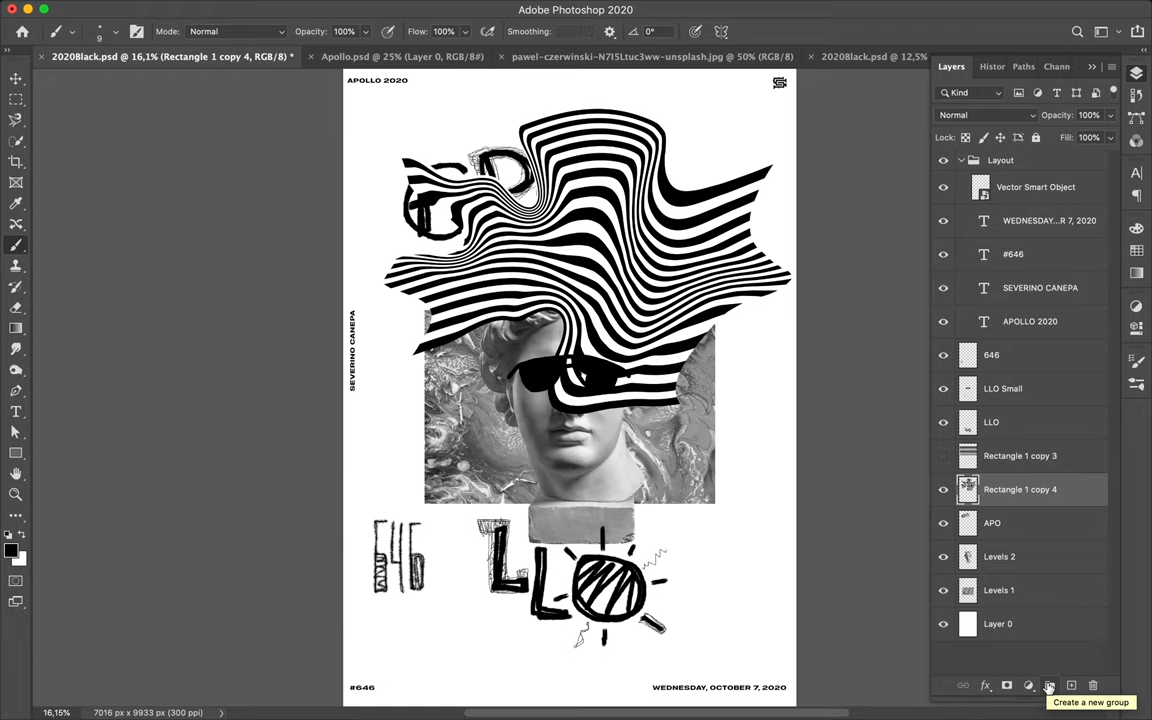 Adobe Photoshop 2020
9
Mode: Normal
Opacity: 100%
Flow: 100%
Smoothing:
0°
2020Black.psd @ 16,1% (Rectangle 1 copy 4, RGB/8) *
Apollo.psd @ 25% (Layer 0, RGB/8#)
pawel-czerwinski-N7I5Ltuc3ww-unsplash.jpg @ 50% (RGB/8)
2020Black.psd @ 12,5%
Layers
Histor
Paths
Chann
Kind
Normal
Opacity: 100%
Lock:
Fill: 100%
Layout
Vector Smart Object
WEDNESDAY...R 7, 2020
#646
SEVERINO CANEPA
APOLLO 2020
646
LLO Small
LLO
Rectangle 1 copy 3
Rectangle 1 copy 4
APO
Levels 2
Levels 1
Layer 0
Create a new group
APOLLO 2020
SEVERINO CANEPA
P
646
LLO
#646
WEDNESDAY, OCTOBER 7, 2020
16,15%
7016 px x 9933 px (300 ppi)